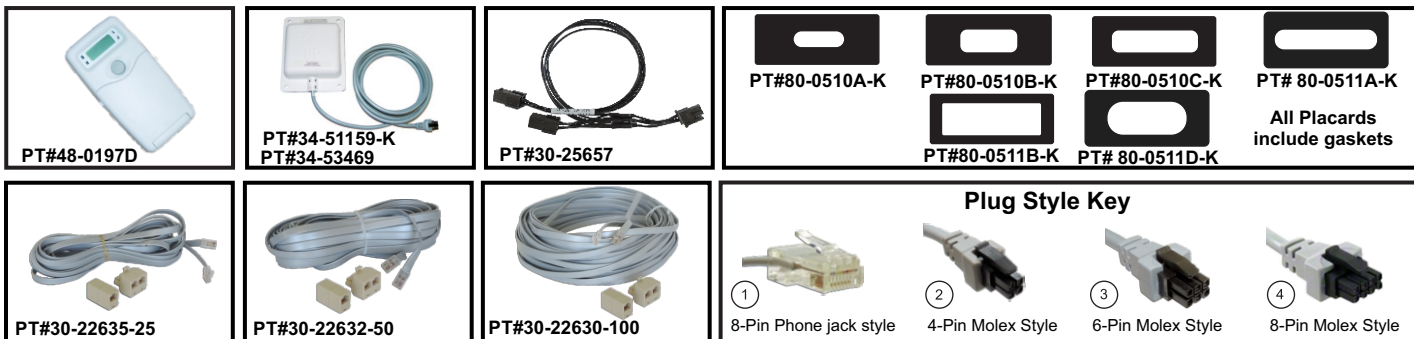 PT#48-0197D
PT#34-51159-K
PT#34-53469
PT#30-25657
PT#80-0510A-K
PT#80-0510B-K
PT#80-0510C-K
PT# 80-0511A-K
PT#80-0511B-K
PT# 80-0511D-K
All Placards
include gaskets
PT#30-22635-25
PT#30-22632-50
PT#30-22630-100
Plug Style Key
1
8-Pin Phone jack style
2
4-Pin Molex Style
3
6-Pin Molex Style
4
8-Pin Molex Style